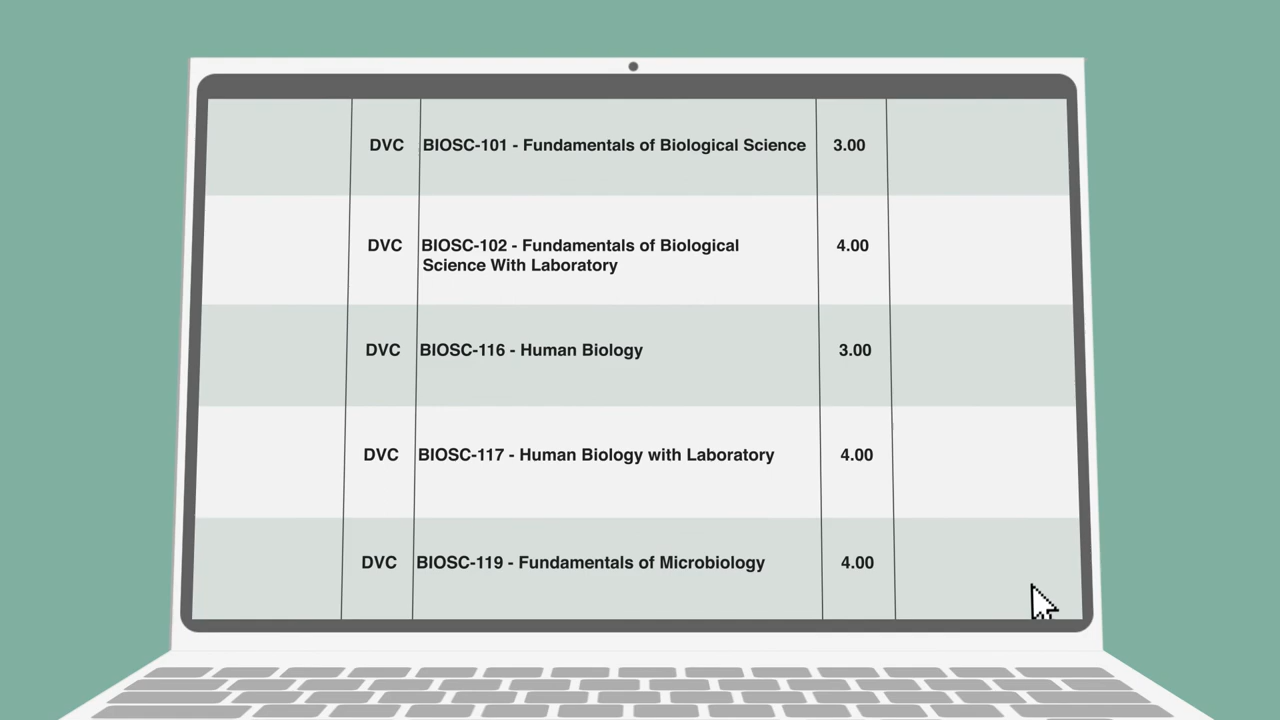 DVC BIOSC-101 - Fundamentals of Biological Science 3.00
DVC BIOSC-102 - Fundamentals of Biological 4.00
Science With Laboratory
DVC BIOSC-116 - Human Biology 3.00
DVC BIOSC-117 - Human Biology with Laboratory 4.00
DVC BIOSC-119 - Fundamentals of Microbiology 4.00